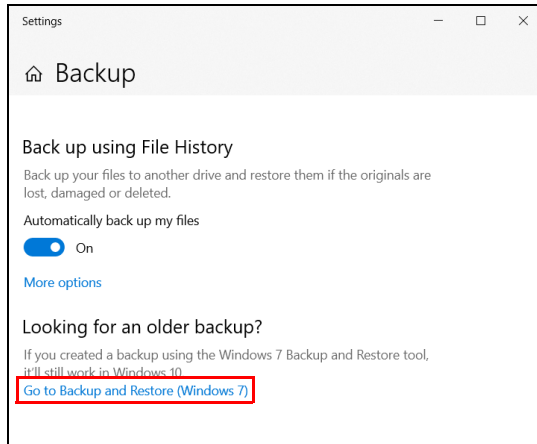 Settings
Backup
Back up using File History
Back up your files to another drive and restore them if the originals are
lost, damaged or deleted.
Automatically back up my files
On
More options
Looking for an older backup?
If you created a backup using the Windows 7 Backup and Restore tool,
it'll still work in Windows 10.
Go to Backup and Restore (Windows 7)